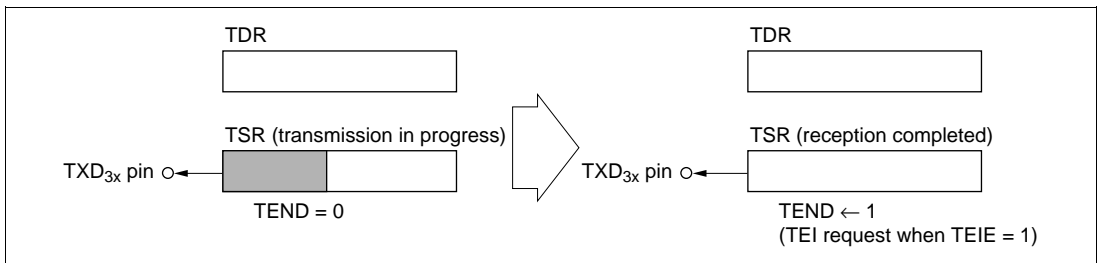 TDR
TSR (transmission in progress)
TXD3x pin
TEND = 0
TDR
TSR (reception completed)
TXD3x pin
TEND ← 1
(TEI request when TEIE = 1)